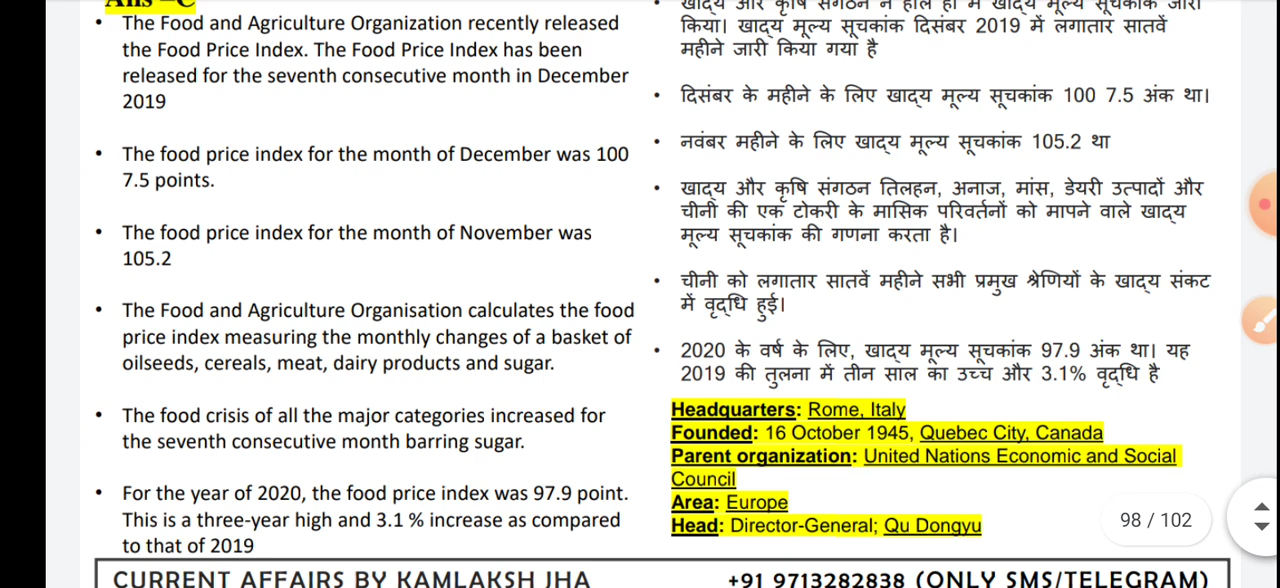 Ans –C
• The Food and Agriculture Organization recently released
the Food Price Index. The Food Price Index has been
released for the seventh consecutive month in December
2019
• The food price index for the month of December was 100
7.5 points.
• The food price index for the month of November was
105.2
• The Food and Agriculture Organisation calculates the food
price index measuring the monthly changes of a basket of
oilseeds, cereals, meat, dairy products and sugar.
• The food crisis of all the major categories increased for
the seventh consecutive month barring sugar.
• For the year of 2020, the food price index was 97.9 point.
This is a three-year high and 3.1 % increase as compared
to that of 2019
• खाद्य और कृषि संगठन ने हाल ही में खाद्य मूल्य सूचकांक जारी
किया। खाद्य मूल्य सूचकांक दिसंबर 2019 में लगातार सातवें
महीने जारी किया गया है
• दिसंबर के महीने के लिए खाद्य मूल्य सूचकांक 100 7.5 अंक था।
• नवंबर महीने के लिए खाद्य मूल्य सूचकांक 105.2 था
• खाद्य और कृषि संगठन तिलहन, अनाज, मांस, डेयरी उत्पादों और
चीनी की एक टोकरी के मासिक परिवर्तनों को मापने वाले खाद्य
मूल्य सूचकांक की गणना करता है।
• चीनी को लगातार सातवें महीने सभी प्रमुख श्रेणियों के खाद्य संकट
में वृद्धि हुई।
• 2020 के वर्ष के लिए, खाद्य मूल्य सूचकांक 97.9 अंक था। यह
2019 की तुलना में तीन साल का उच्च और 3.1% वृद्धि है
Headquarters: Rome, Italy
Founded: 16 October 1945, Quebec City, Canada
Parent organization: United Nations Economic and Social
Council
Area: Europe
Head: Director-General; Qu Dongyu
98 / 102
CURRENT AFFAIRS BY KAMLAKSH JHA +91 9713282838 (ONLY SMS/TELEGRAM)